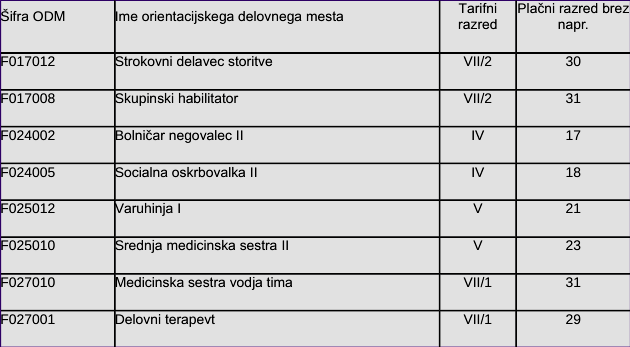 Šifra ODM Ime orientacijskega delovnega mesta Tarifni razred Plačni razred brez napr.
F017012 Strokovni delavec storitve VII/2 30
F017008 Skupinski habilitator VII/2 31
F024002 Bolničar negovalec II IV 17
F024005 Socialna oskrbovalka II IV 18
F025012 Varuhinja I V 21
F025010 Srednja medicinska sestra II V 23
F027010 Medicinska sestra vodja tima VII/1 31
F027001 Delovni terapevt VII/1 29